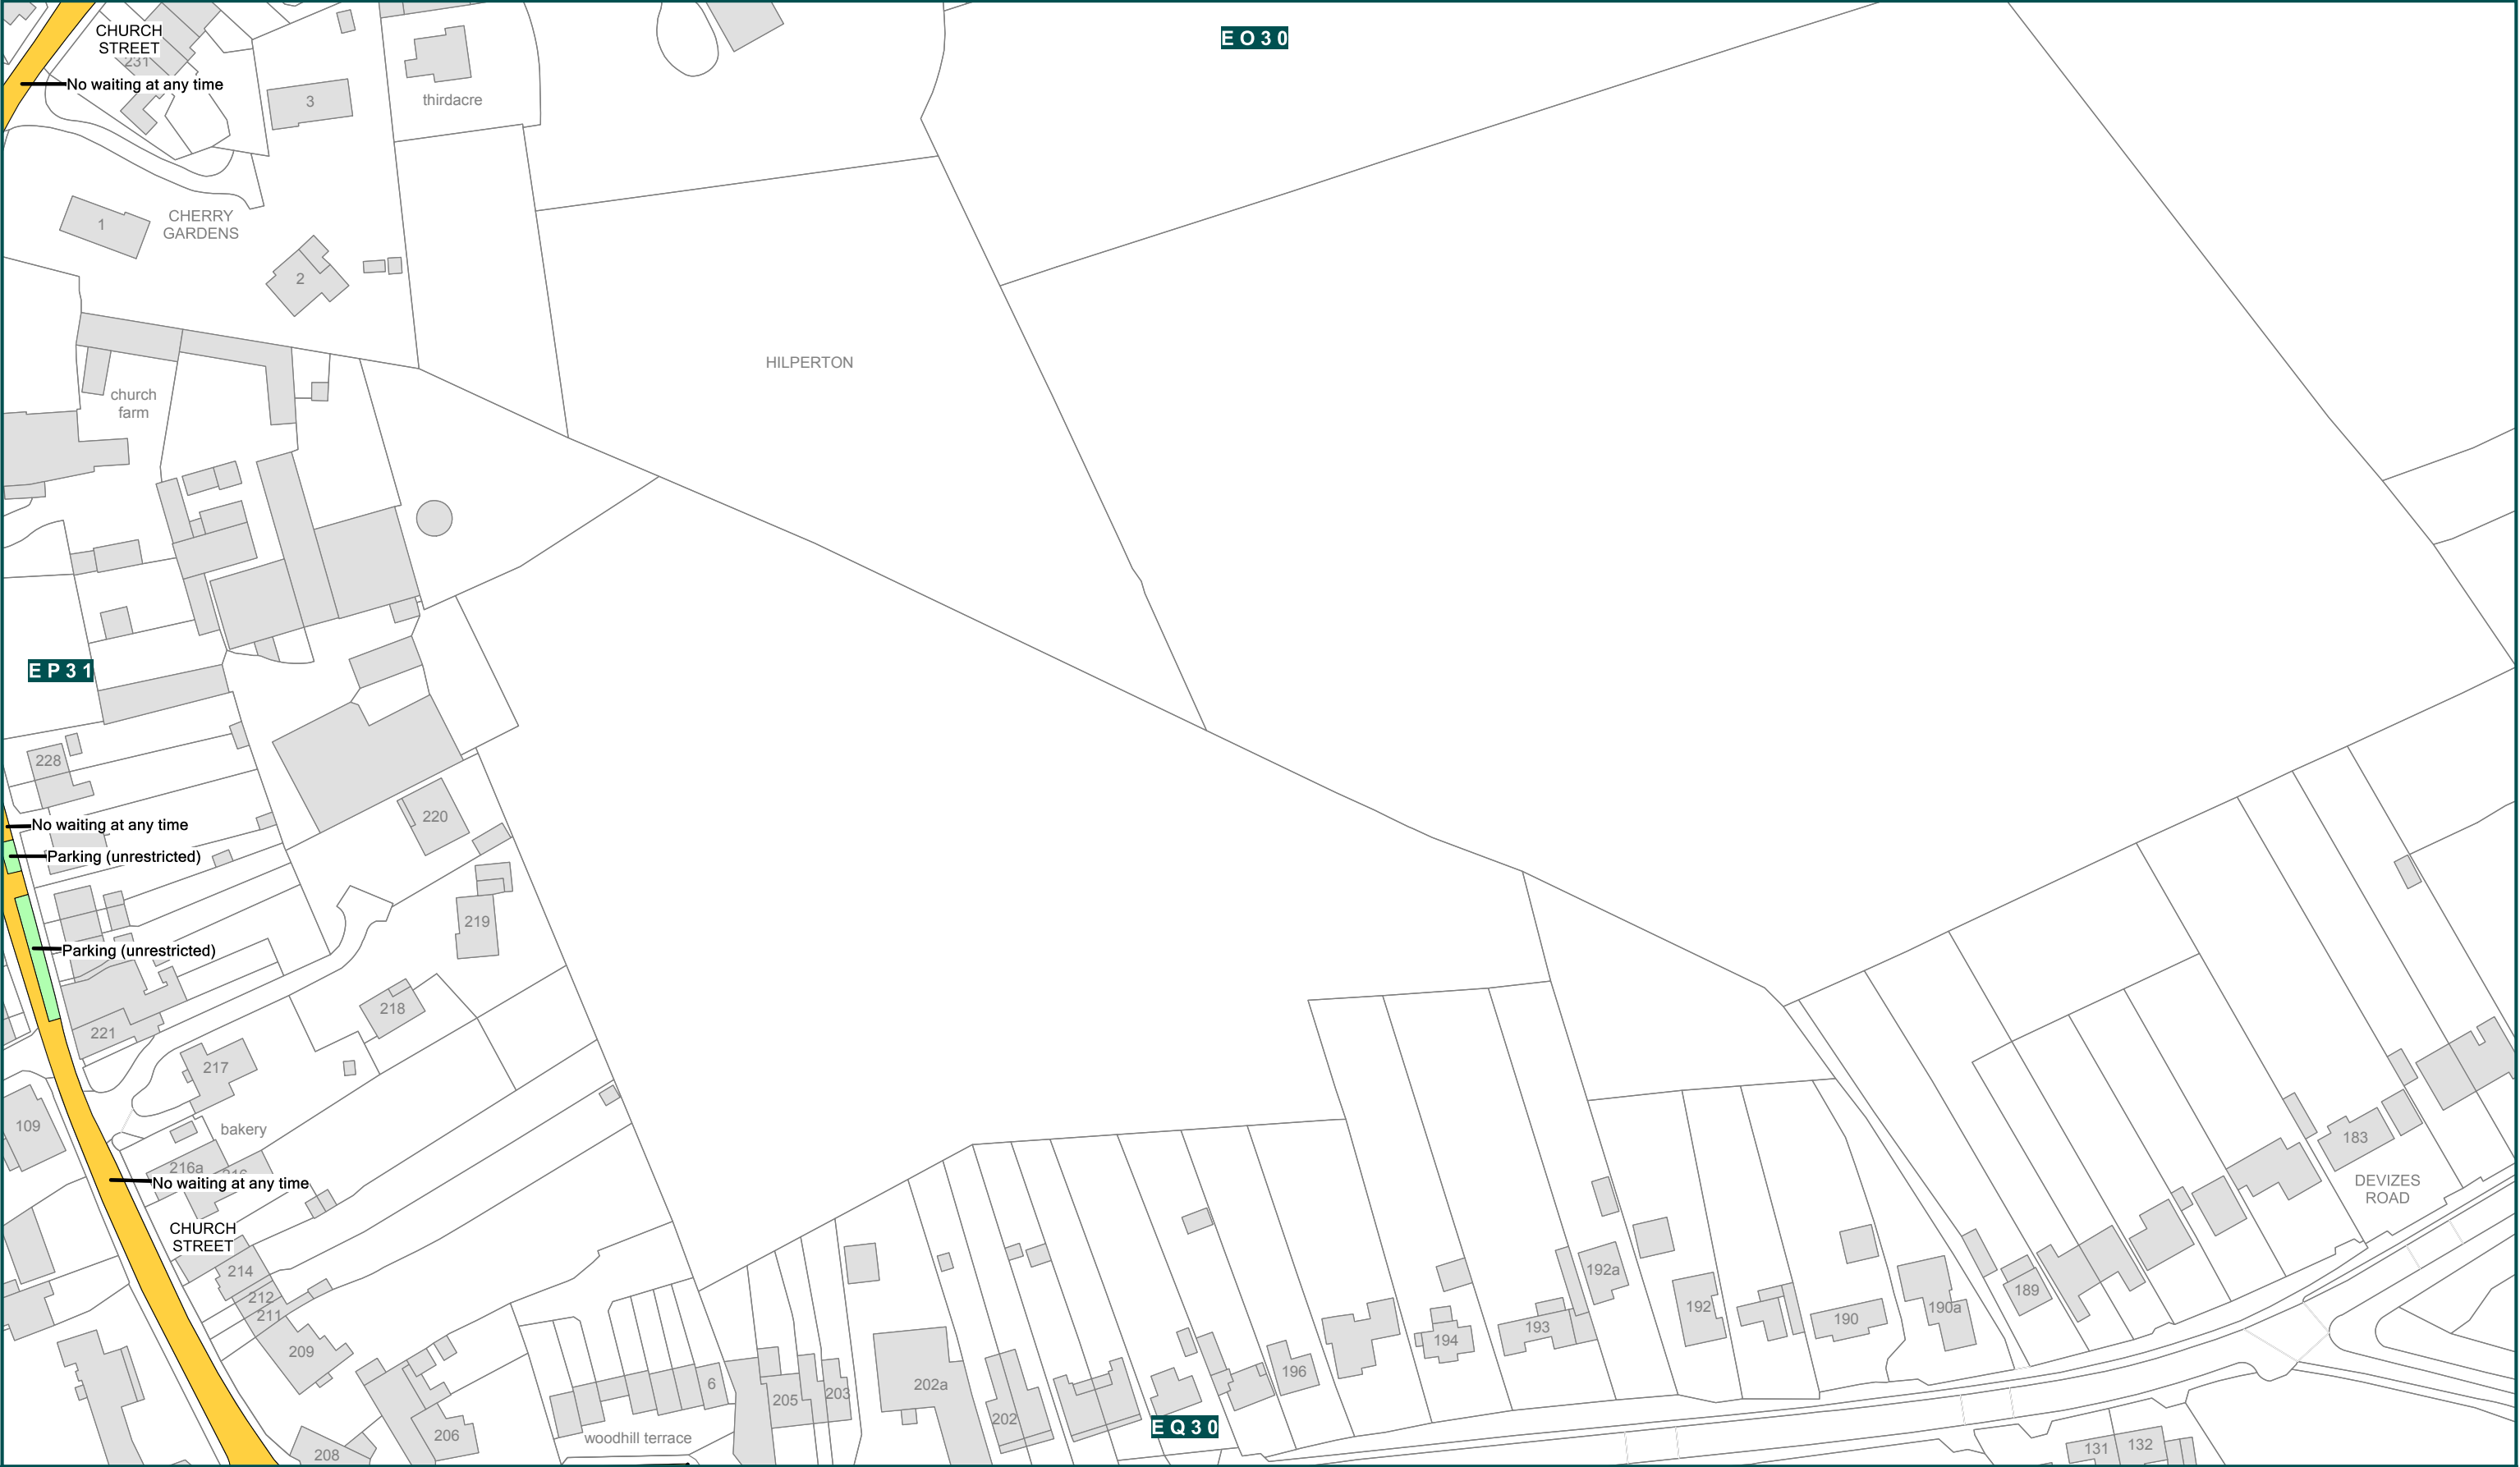 CHURCH
STREET
231
No waiting at any time
3
thirdacre
E O 3 0
1
CHERRY
GARDENS
2
HILPERTON
church
farm
E P 3 1
228
No waiting at any time
220
Parking (unrestricted)
219
Parking (unrestricted)
218
221
217
109
bakery
216a
216
No waiting at any time
183
DEVIZES
ROAD
CHURCH
STREET
214
212
211
209
192a
189
192
190a
190
193
194
196
6
205
203
202a
202
E Q 3 0
206
woodhill terrace
208
131
132